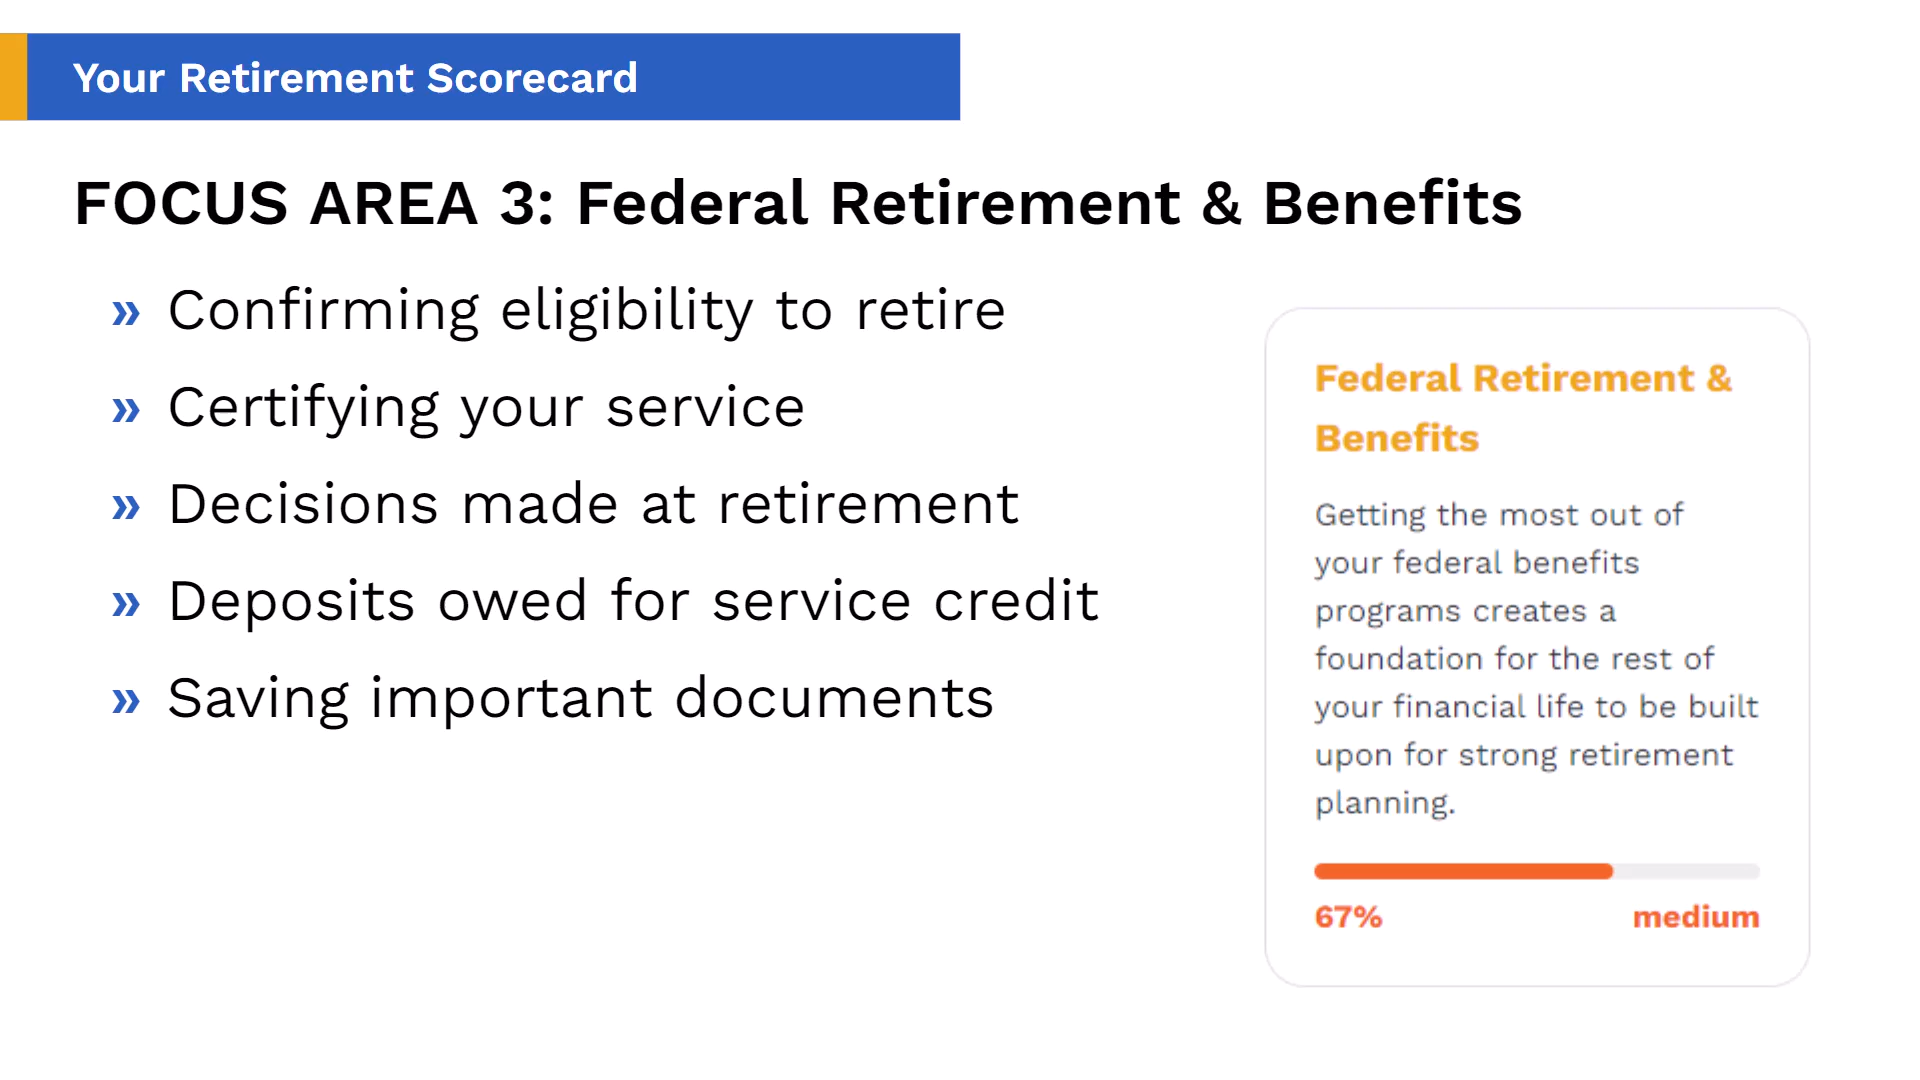 Your Retirement Scorecard
FOCUS AREA 3: Federal Retirement & Benefits
» Confirming eligibility to retire
» Certifying your service
» Decisions made at retirement
» Deposits owed for service credit
» Saving important documents
Federal Retirement &
Benefits
Getting the most out of
your federal benefits
programs creates a
foundation for the rest of
your financial life to be built
upon for strong retirement
planning.
67% medium